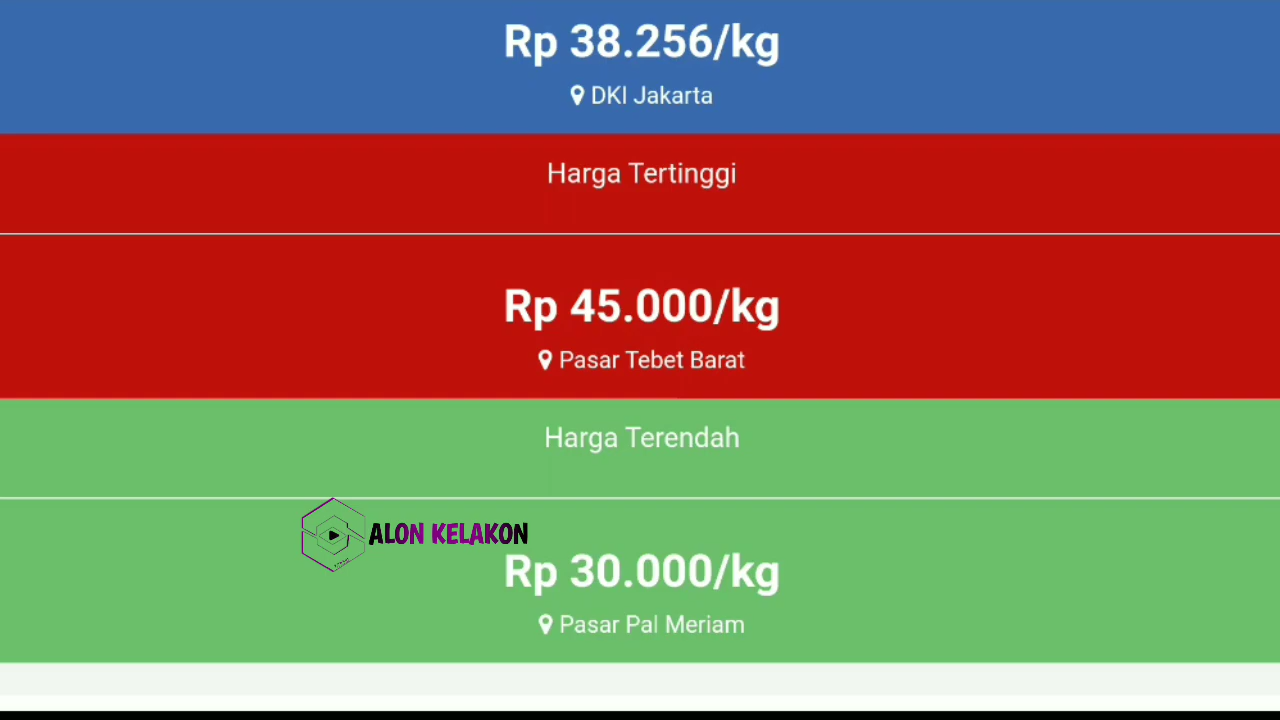 Rp 38.256/kg
DKI Jakarta
Harga Tertinggi
Rp 45.000/kg
Pasar Tebet Barat
Harga Terendah
ALON KELAKON
Rp 30.000/kg
Pasar Pal Meriam